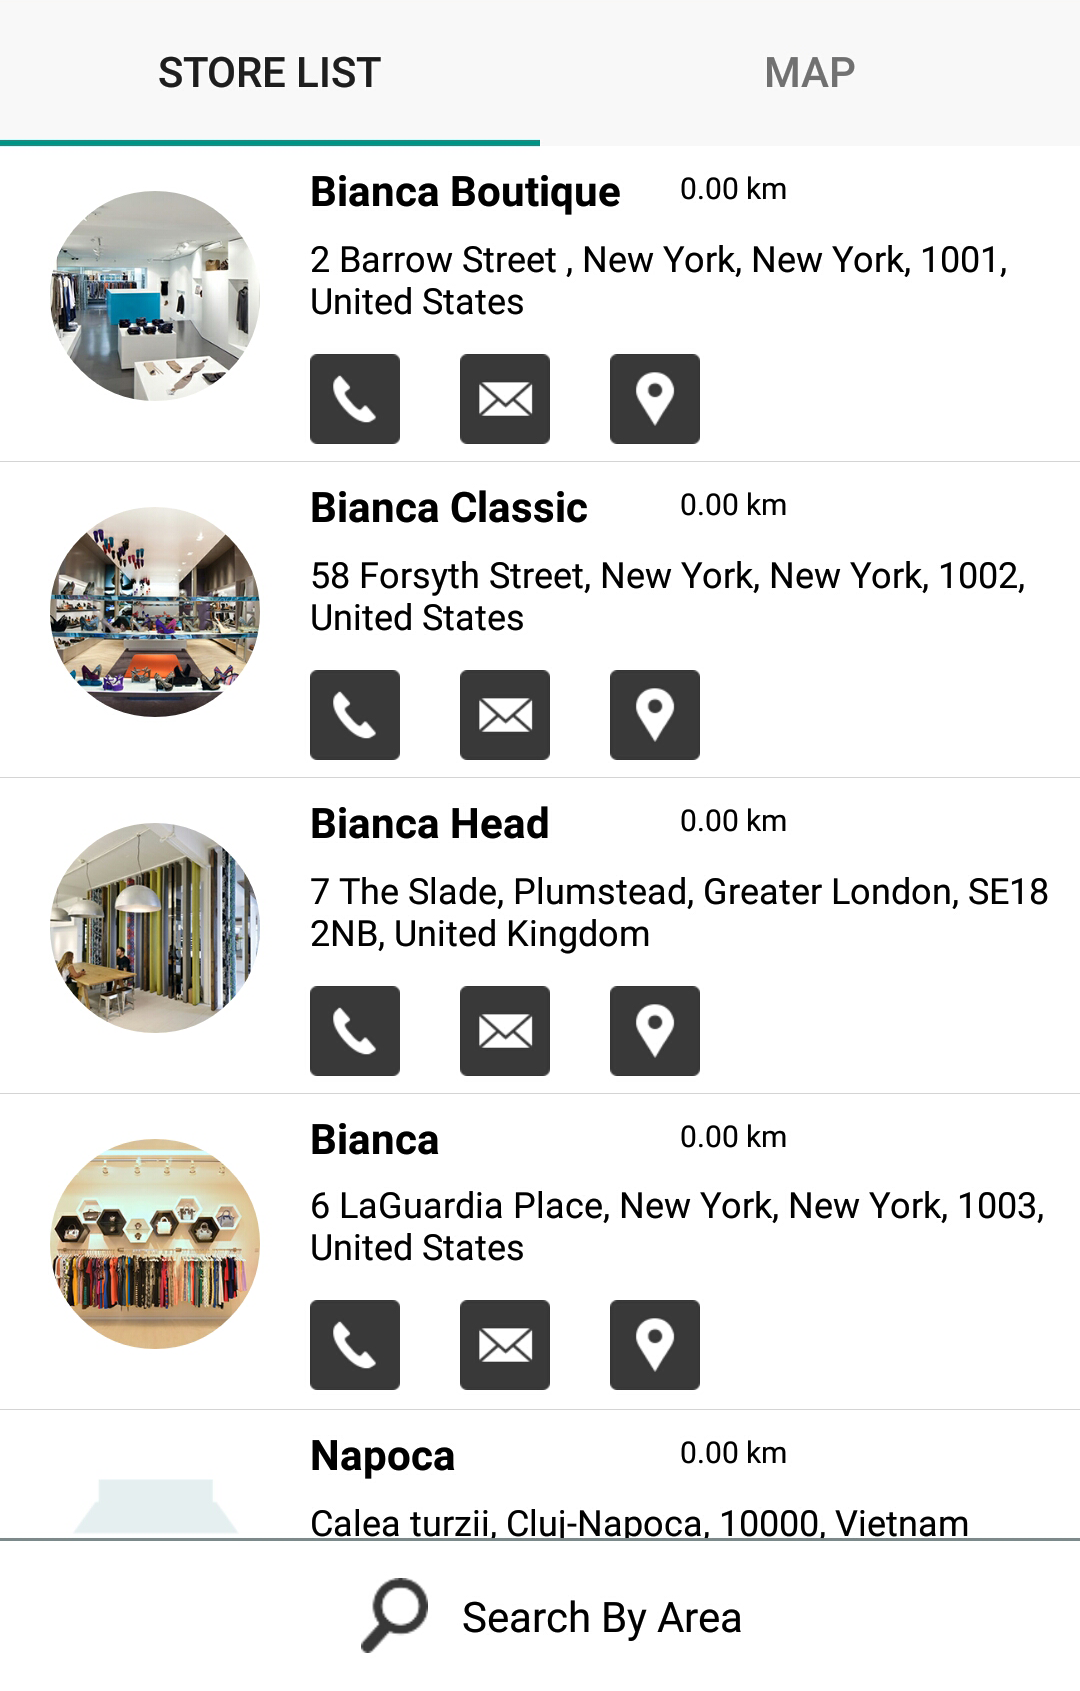 STORE LIST
MAP
Bianca Boutique
0.00 km
2 Barrow Street , New York, New York, 1001,
United States
Bianca Classic
0.00 km
58 Forsyth Street, New York, New York, 1002,
United States
Bianca Head
0.00 km
7 The Slade, Plumstead, Greater London, SE18
2NB, United Kingdom
Bianca
0.00 km
6 LaGuardia Place, New York, New York, 1003,
United States
Napoca
0.00 km
Calea turzii, Cluj-Napoca, 10000, Vietnam
Search By Area